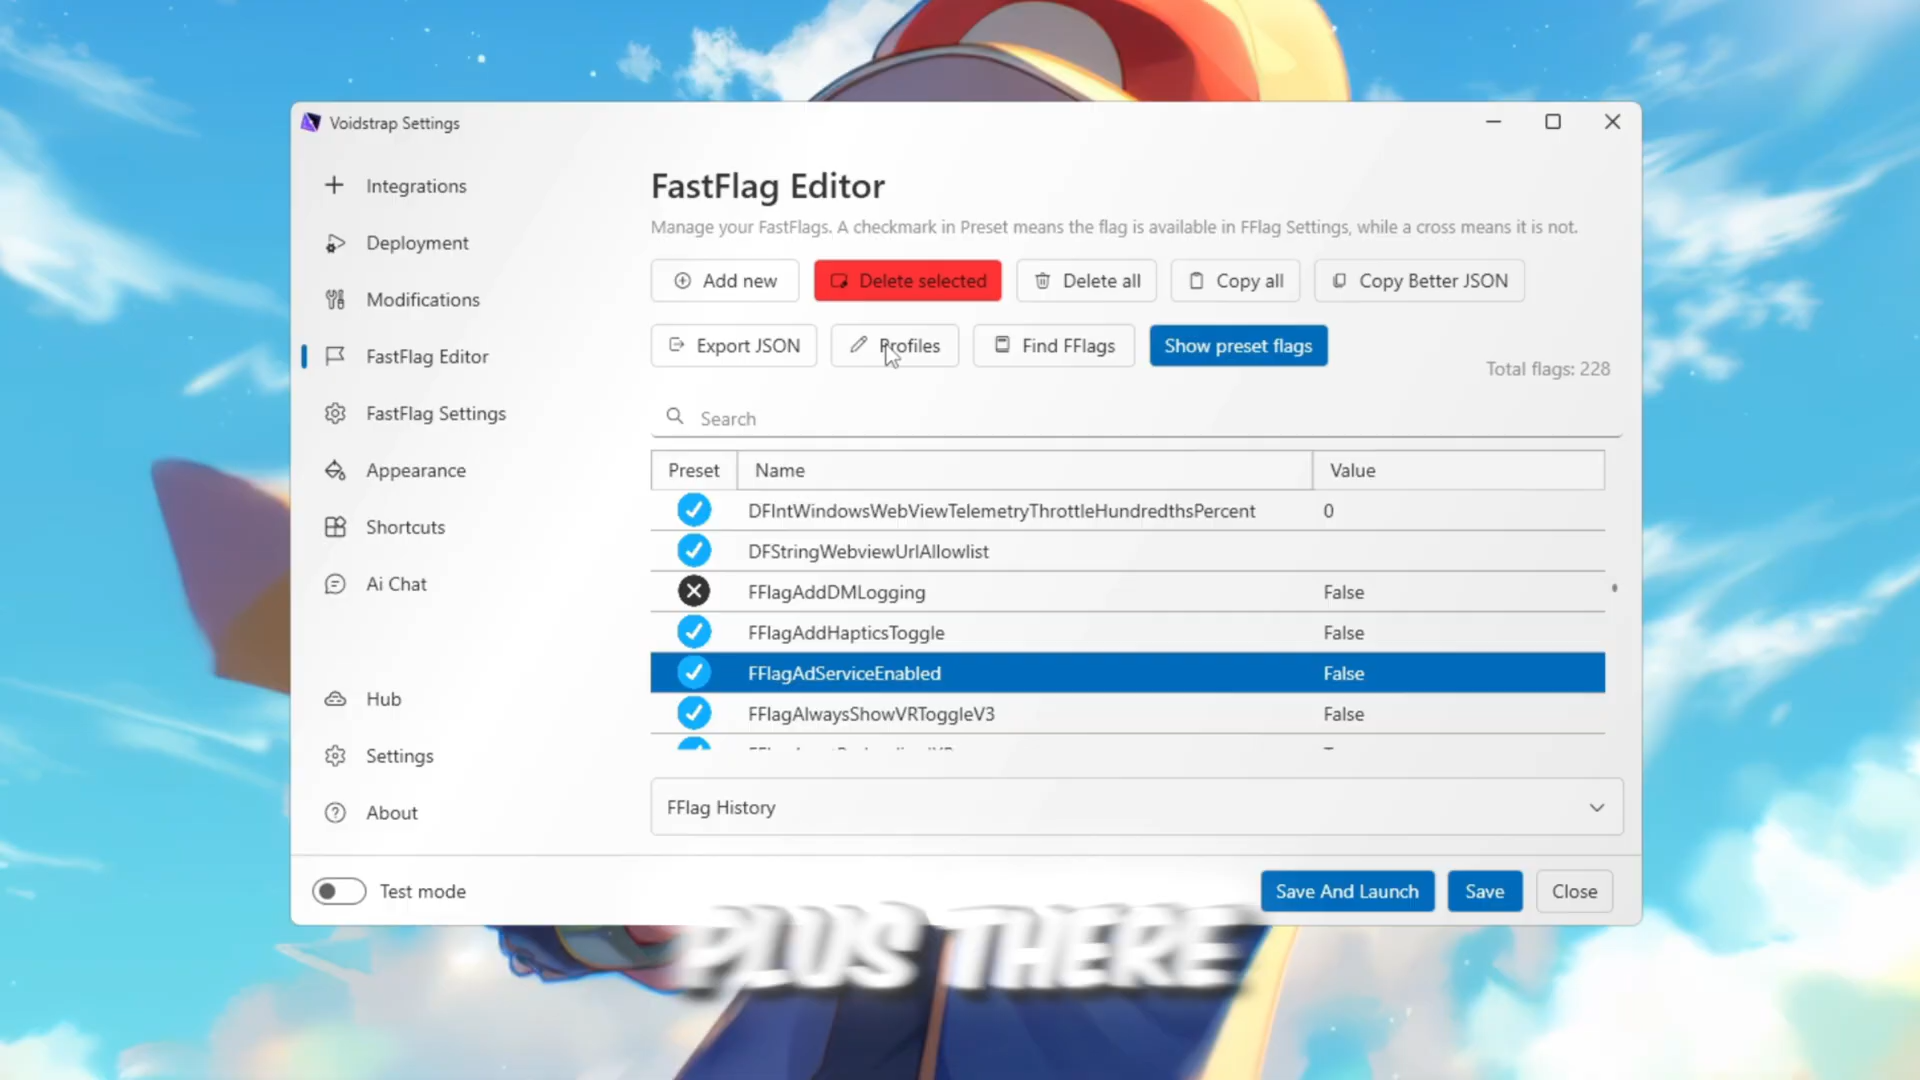 Voidstrap Settings
Integrations
Deployment
Modifications
FastFlag Editor
FastFlag Settings
Appearance
Shortcuts
Ai Chat
Hub
Settings
About
Test mode
FastFlag Editor
Manage your FastFlags. A checkmark in Preset means the flag is available in FFlag Settings, while a cross means it is not.
Add new
Delete selected
Delete all
Copy all
Copy Better JSON
Export JSON
Profiles
Find FFlags
Show preset flags
Total flags: 228
Search
Preset Name Value
DFIntWindowsWebViewTelemetryThrottleHundredthsPercent 0
DFStringWebviewUrlAllowlist
FFlagAddDMLogging False
FFlagAddHapticsToggle False
FFlagAdServiceEnabled False
FFlagAlwaysShowVRToggleV3 False
FFlag History
Save And Launch
Save
Close
PLUS THERE